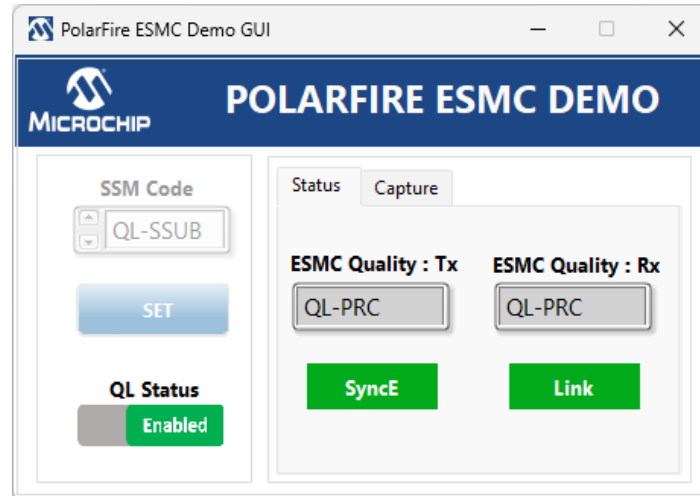 PolarFire ESMC Demo GUI
MICROCHIP
POLARFIRE ESMC DEMO
SSM Code
QL-SSUB
SET
QL Status
Enabled
Status Capture
ESMC Quality : Tx ESMC Quality : Rx
QL-PRC QL-PRC
SyncE Link